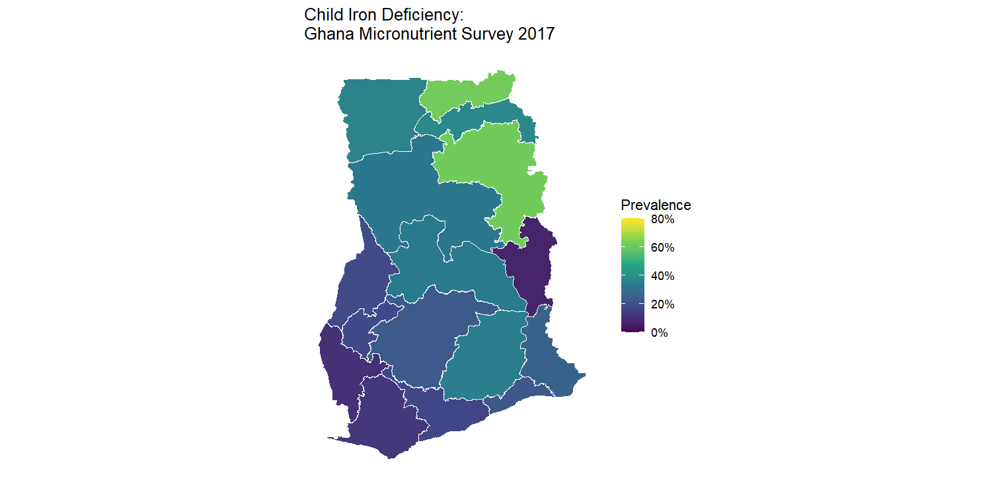 Child Iron Deficiency:
Ghana Micronutrient Survey 2017
Prevalence
80%
60%
40%
20%
0%